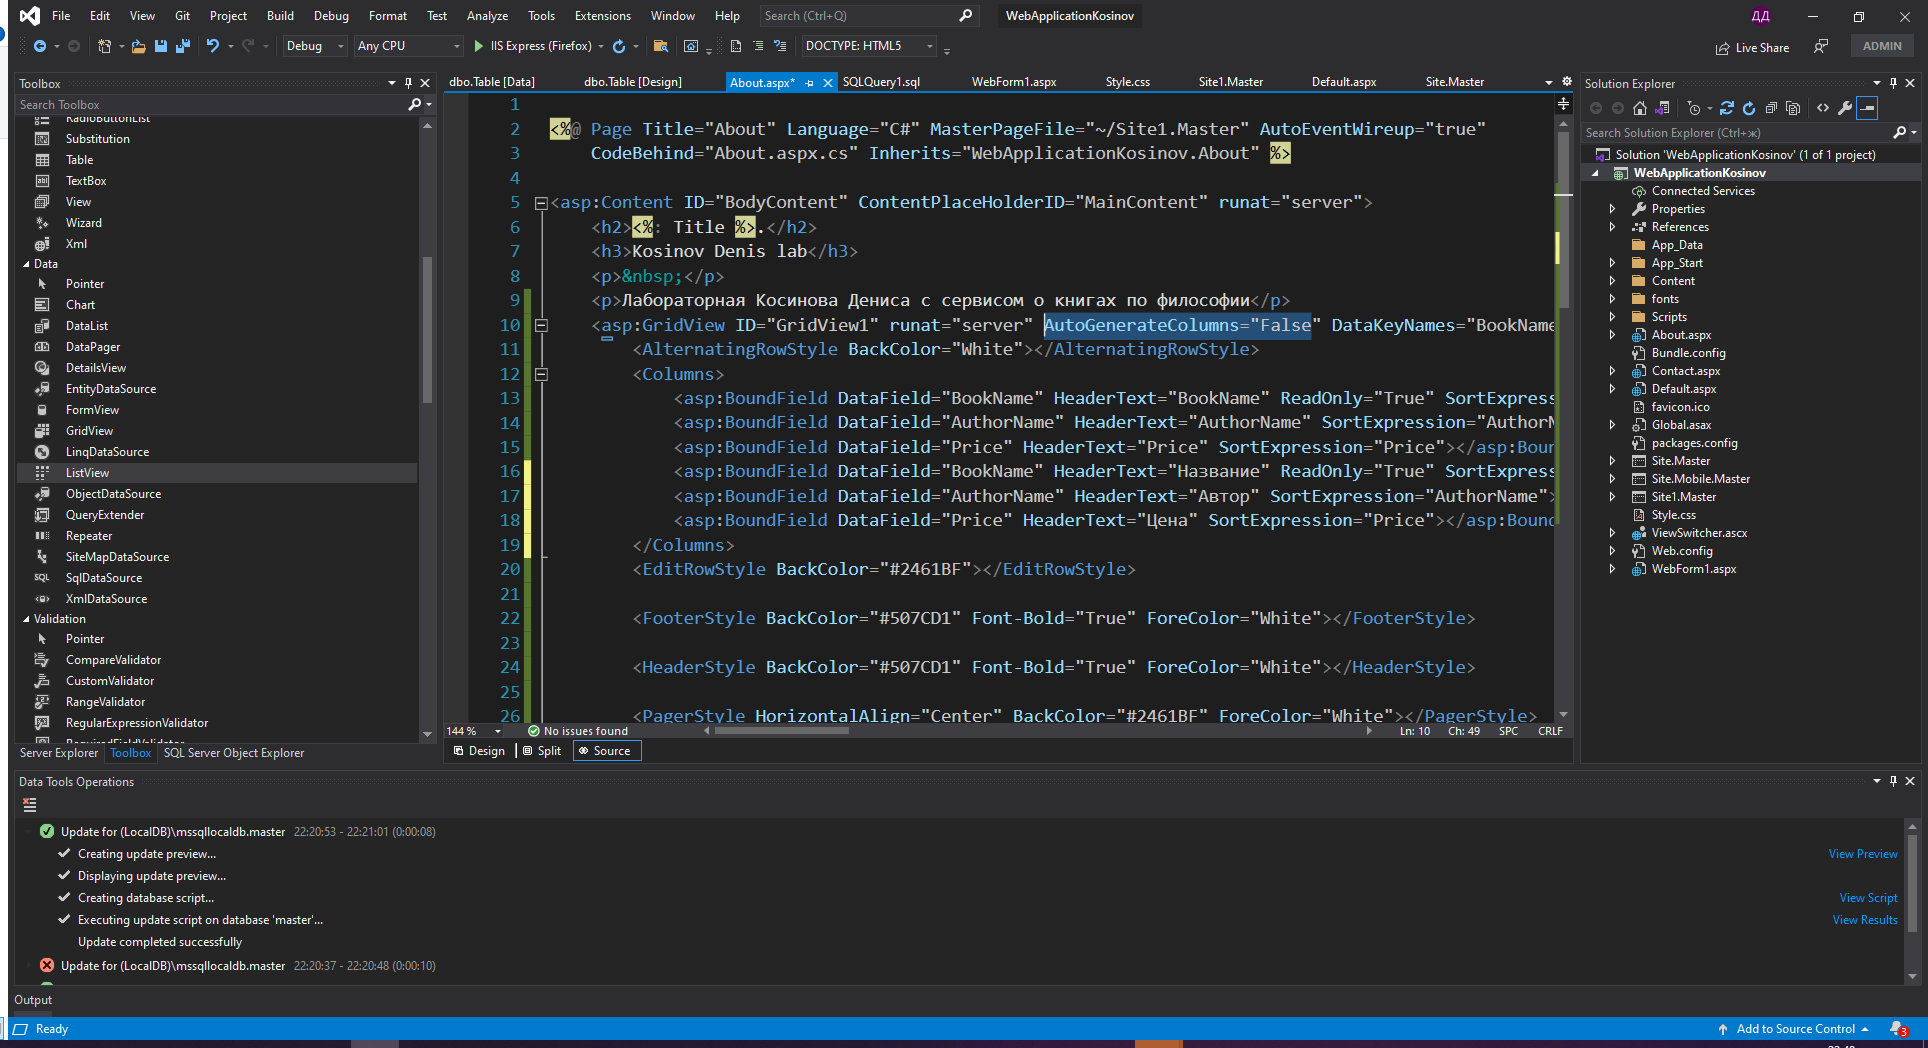 File Edit View Git Project Build Debug Format Test Analyze Tools Extensions Window Help Search (Ctrl+Q) WebApplicationKosinov ДД
Debug Any CPU IIS Express (Firefox) DOCTYPE: HTML5 Live Share ADMIN
Toolbox
Search Toolbox
RadioButtonList
Substitution
Table
TextBox
View
Wizard
Xml
Data
Pointer
Chart
DataList
DataPager
DetailsView
EntityDataSource
FormView
GridView
LinqDataSource
ListView
ObjectDataSource
QueryExtender
Repeater
SiteMapDataSource
SqlDataSource
XmlDataSource
Validation
Pointer
CompareValidator
CustomValidator
RangeValidator
RegularExpressionValidator
RequiredFieldValidator
Server Explorer Toolbox SQL Server Object Explorer
dbo.Table [Data] dbo.Table [Design] About.aspx* SQLQuery1.sql WebForm1.aspx Style.css Site1.Master Default.aspx Site.Master
1
2 <%@ Page Title="About" Language="C#" MasterPageFile="~/Site1.Master" AutoEventWireup="true"
3 CodeBehind="About.aspx.cs" Inherits="WebApplicationKosinov.About" %>
4
5 <asp:Content ID="BodyContent" ContentPlaceHolderID="MainContent" runat="server">
6 <h2><%: Title %>.</h2>
7 <h3>Kosinov Denis lab</h3>
8 <p>&nbsp;</p>
9 <p>Лабораторная Косинова Дениса с сервисом о книгах по философии</p>
10 <asp:GridView ID="GridView1" runat="server" AutoGenerateColumns="False" DataKeyNames="BookName
11 <AlternatingRowStyle BackColor="White"></AlternatingRowStyle>
12 <Columns>
13 <asp:BoundField DataField="BookName" HeaderText="BookName" ReadOnly="True" SortExpress
14 <asp:BoundField DataField="AuthorName" HeaderText="AuthorName" SortExpression="AuthorN
15 <asp:BoundField DataField="Price" HeaderText="Price" SortExpression="Price"></asp:Boun
16 <asp:BoundField DataField="BookName" HeaderText="Название" ReadOnly="True" SortExpress
17 <asp:BoundField DataField="AuthorName" HeaderText="Автор" SortExpression="AuthorName">
18 <asp:BoundField DataField="Price" HeaderText="Цена" SortExpression="Price"></asp:Bound
19 </Columns>
20 <EditRowStyle BackColor="#2461BF"></EditRowStyle>
21
22 <FooterStyle BackColor="#507CD1" Font-Bold="True" ForeColor="White"></FooterStyle>
23
24 <HeaderStyle BackColor="#507CD1" Font-Bold="True" ForeColor="White"></HeaderStyle>
25
26 <PagerStyle HorizontalAlign="Center" BackColor="#2461BF" ForeColor="White"></PagerStyle>
144 % No issues found Ln: 10 Ch: 49 SPC CRLF
Design Split Source
Solution Explorer
Search Solution Explorer (Ctrl+ж)
Solution 'WebApplicationKosinov' (1 of 1 project)
WebApplicationKosinov
Connected Services
Properties
References
App_Data
App_Start
Content
fonts
Scripts
About.aspx
Bundle.config
Contact.aspx
Default.aspx
favicon.ico
Global.asax
packages.config
Site.Master
Site.Mobile.Master
Site1.Master
Style.css
ViewSwitcher.ascx
Web.config
WebForm1.aspx
Data Tools Operations
Update for (LocalDB)\mssqllocaldb.master 22:20:53 - 22:21:01 (0:00:08)
Creating update preview... View Preview
Displaying update preview...
Creating database script... View Script
Executing update script on database 'master'... View Results
Update completed successfully
Update for (LocalDB)\mssqllocaldb.master 22:20:37 - 22:20:48 (0:00:10)
Output
Ready Add to Source Control 3